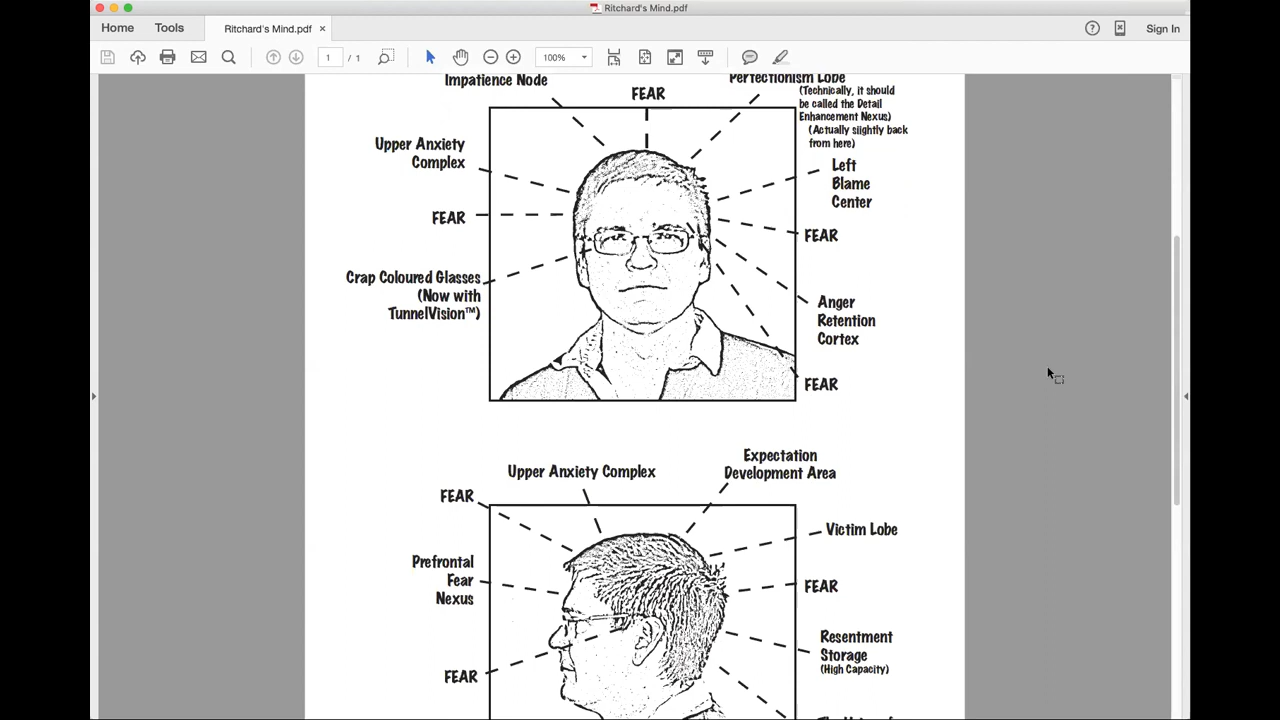 Ritchard's Mind.pdf
Home Tools Ritchard's Mind.pdf × Sign In
1 / 1 100%
Impatience Node
Perfectionism Lobe
FEAR
(Technically, it should
be called the Detail
Enhancement Nexus)
(Actually slightly back
from here)
Upper Anxiety
Complex
Left
Blame
Center
FEAR
FEAR
Crap Coloured Glasses
(Now with
TunnelVision™)
Anger
Retention
Cortex
FEAR
Upper Anxiety Complex
Expectation
Development Area
FEAR
Victim Lobe
Prefrontal
Fear
Nexus
FEAR
Resentment
Storage
(High Capacity)
FEAR